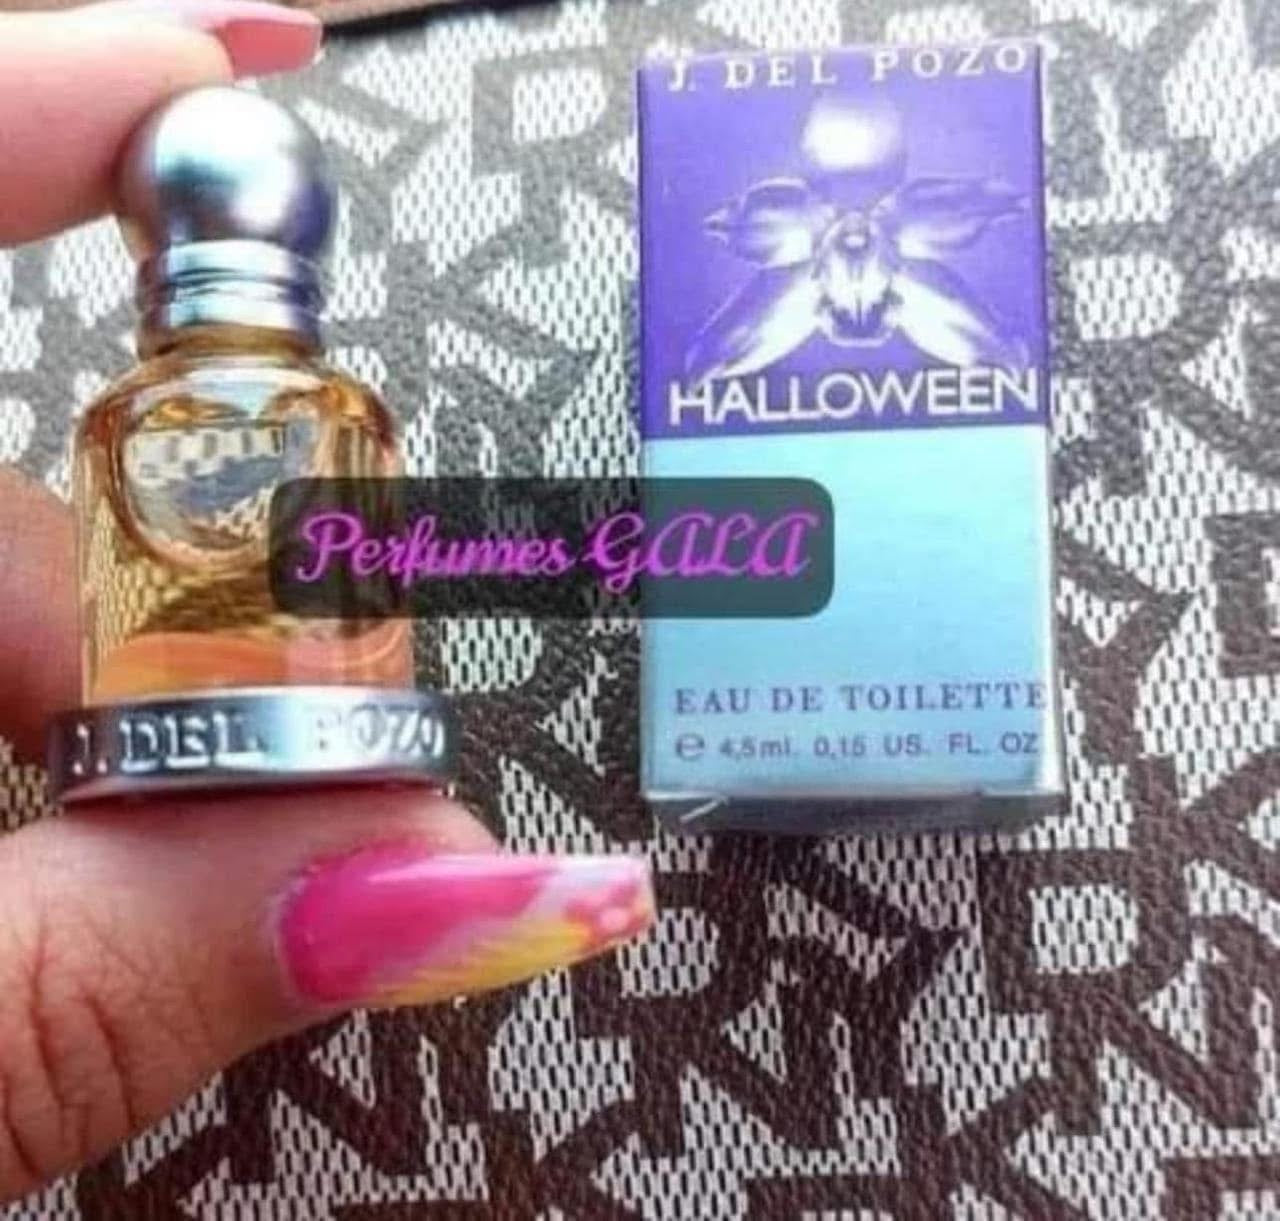 J. DEL POZO
HALLOWEEN
Perfumes GALA
EAU DE TOILETTE
e 4,5ml. 0,15 US. FL. OZ
J. DEL POZO